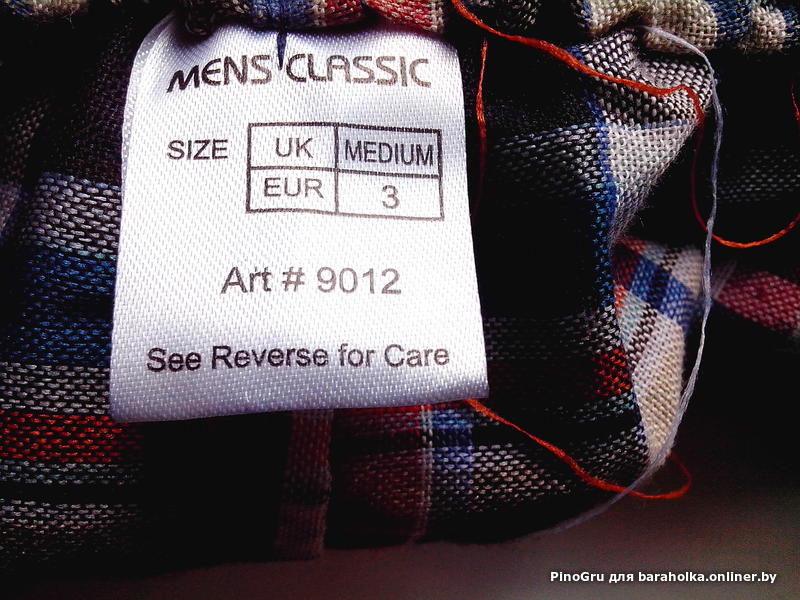 MENS CLASSIC
SIZE UK MEDIUM
EUR 3
Art # 9012
See Reverse for Care
PinoGru для baraholka.onliner.by